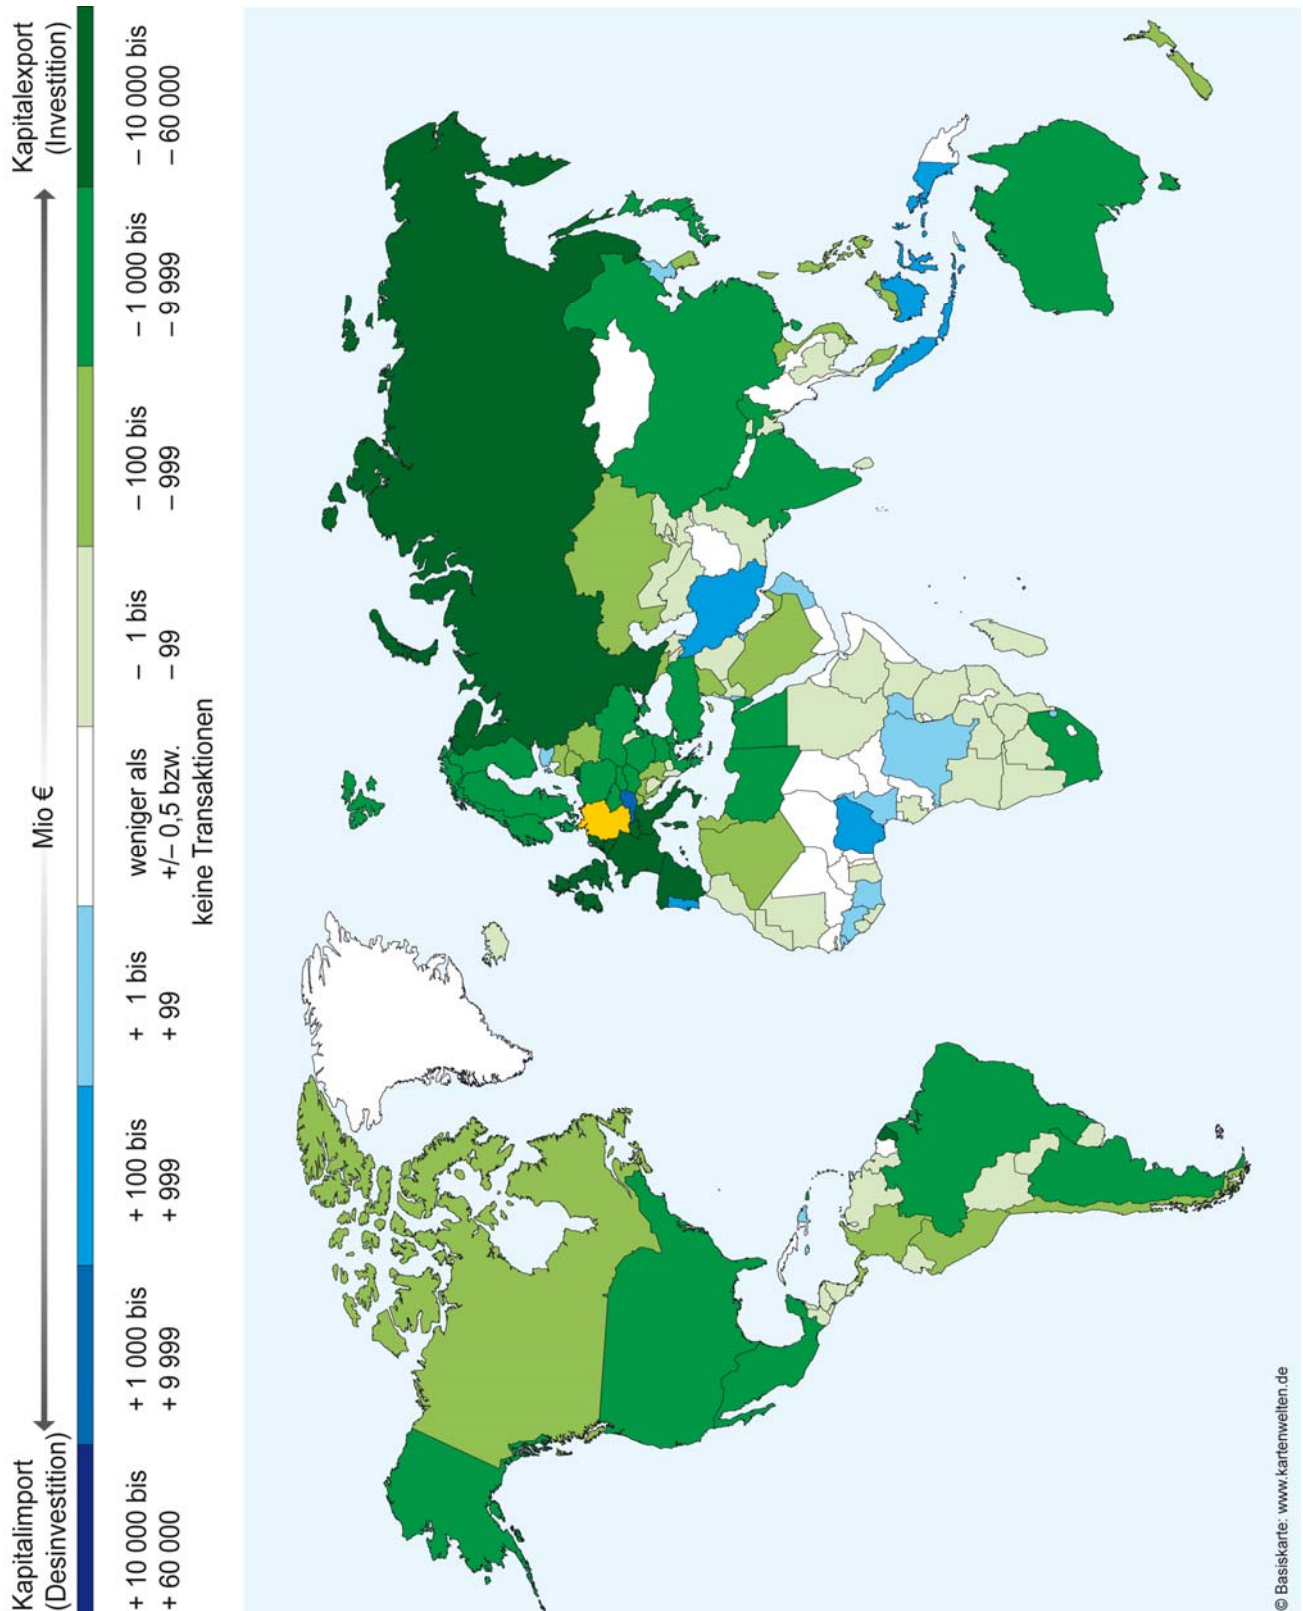 Kapitalimport
(Desinvestition)
Mio €
Kapitalexport
(Investition)
+ 10 000 bis
+ 60 000
+ 1 000 bis
+ 9 999
+ 100 bis
+ 999
+ 1 bis
+ 99
weniger als
+/– 0,5 bzw.
keine Transaktionen
– 1 bis
– 99
– 100 bis
– 999
– 1 000 bis
– 9 999
– 10 000 bis
– 60 000
© Basiskarte: www.kartenwelten.de